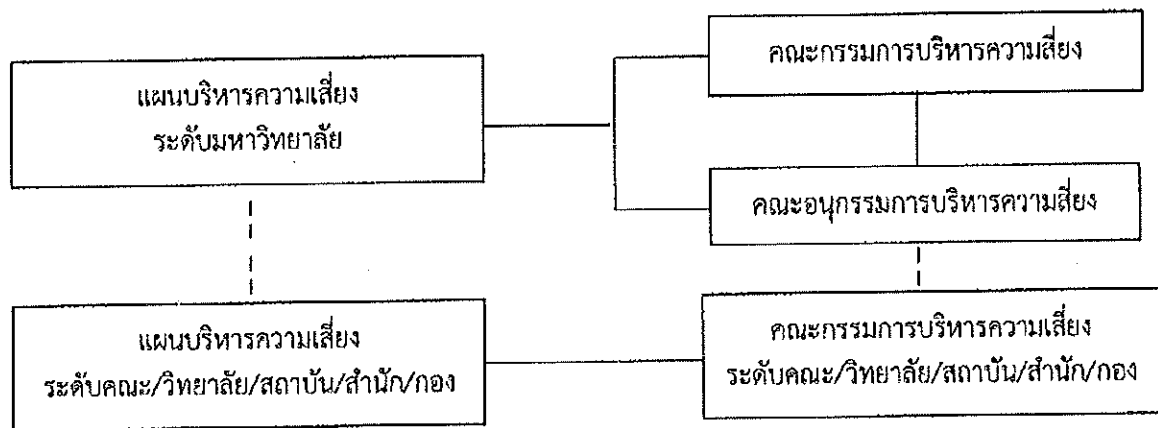 คณะกรรมการบริหารความสี่ยง
แผนบริหารความเสี่ยง
ระดับมหาวิทยาลัย
คณะอนุกรรมการบริหารความสี่ยง
แผนบริหารความเสี่ยง
ระดับคณะ/วิทยาลัย/สถาบัน/สำนัก/กอง
คณะกรรมการบริหารความเสี่ยง
ระดับคณะ/วิทยาลัย/สถาบัน/สำนัก/กอง